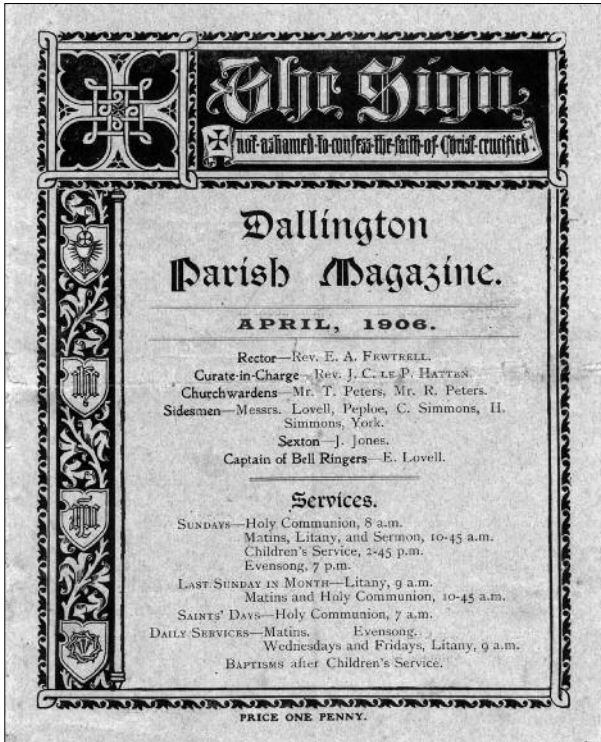 The Sign
not ashamed to confess the faith of Christ crucified.
Dallington
Parish Magazine.
APRIL, 1906.
Rector—Rev. E. A. FEWTRELL.
Curate-in-Charge—Rev. J. C. LE P. HATTEN.
Churchwardens—Mr. T. Peters, Mr. R. Peters.
Sidesmen—Messrs. Lovell, Peploe, C. Simmons, H.
Simmons, York.
Sexton—J. Jones.
Captain of Bell Ringers—E. Lovell.
Services.
SUNDAYS—Holy Communion, 8 a.m.
Matins, Litany, and Sermon, 10-45 a.m.
Children's Service, 2-45 p.m.
Evensong, 7 p.m.
LAST SUNDAY IN MONTH—Litany, 9 a.m.
Matins and Holy Communion, 10-45 a.m.
SAINTS' DAYS—Holy Communion, 7 a.m.
DAILY SERVICES—Matins. Evensong.
Wednesdays and Fridays, Litany, 9 a.m.
BAPTISMS after Children's Service.
PRICE ONE PENNY.